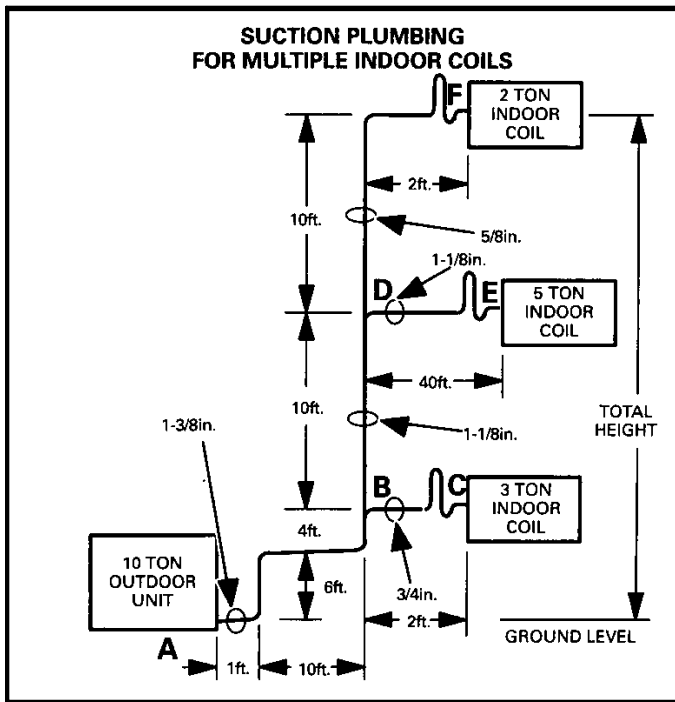 SUCTION PLUMBING
FOR MULTIPLE INDOOR COILS
F
2 TON
INDOOR
COIL
2ft.
10ft.
5/8in.
1-1/8in.
D
E
5 TON
INDOOR
COIL
40ft.
10ft.
1-3/8in.
1-1/8in.
TOTAL
HEIGHT
B
C
3 TON
INDOOR
COIL
4ft.
10 TON
OUTDOOR
UNIT
6ft.
3/4in.
2ft.
GROUND LEVEL
A
1ft.
10ft.